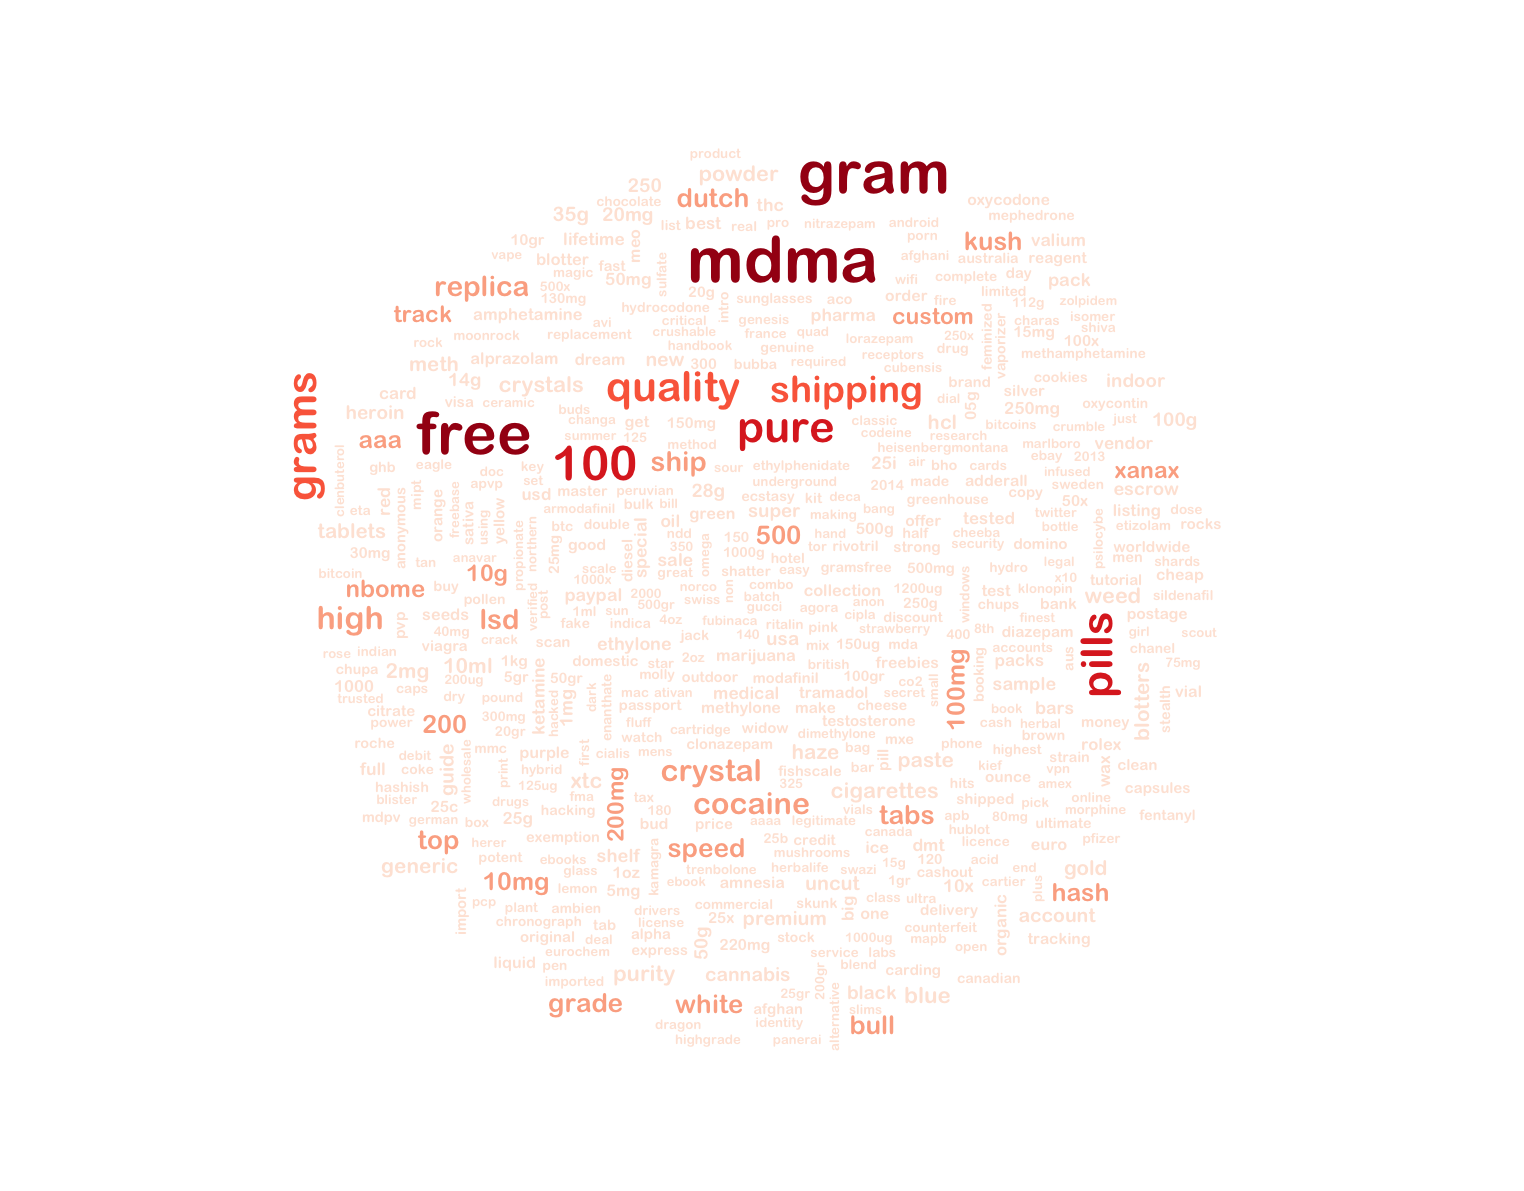 product
gram
powder
250
dutch
thc
chocolate
oxycodone
35g
20mg
list
best
real
pro
nitrazepam
android
mephedrone
10gr
lifetime
meo
porn
kush
valium
vape
blotter
fast
mdma
afghani
australia
reagent
magic
50mg
sulfate
wifi
complete
day
pack
replica
500x
130mg
20g
sunglasses
aco
order
fire
limited
112g
zolpidem
track
amphetamine
avi
hydrocodone
intro
critical
genesis
pharma
custom
feminized
charas
isomer
rock
moonrock
replacement
crushable
france
quad
lorazepam
250x
15mg
shiva
100x
handbook
genuine
receptors
drug
vaporizer
methamphetamine
meth
alprazolam
dream
new
300
bubba
required
cubensis
card
14g
crystals
quality
shipping
brand
silver
cookies
indoor
visa
ceramic
dial
05g
250mg
oxycontin
heroin
free
buds
changa
get
150mg
pure
classic
hcl
bitcoins
crumble
just
100g
grams
aaa
summer
125
method
codeine
research
marlboro
vendor
heisenbergmontana
ebay
2013
clenbuterol
ghb
eagle
doc
key
100
ship
sour
ethylphenidate
25i
air
bho
cards
infused
xanax
apvp
set
underground
adderall
sweden
escrow
red
mipt
orange
freebase
usd
master
peruvian
28g
ecstasy
kit
deca
2014
made
greenhouse
copy
50x
eta
anonymous
sativa
using
yellow
armodafinil
bulk
bill
green
super
making
bang
twitter
listing
dose
tablets
btc
double
oil
ndd
150
500
hand
500g
offer
half
tested
cheeba
bottle
psilocybe
etizolam
rocks
30mg
propionate
northern
25mg
good
special
350
omega
1000g
tor
rivotril
strong
security
domino
worldwide
tan
anavar
diesel
sale
hotel
legal
shards
bitcoin
10g
scale
great
shatter
easy
gramsfree
500mg
hydro
x10
tutorial
cheap
nbome
buy
1000x
norco
non
combo
collection
1200ug
windows
test
klonopin
weed
sildenafil
pollen
verified
post
paypal
2000
swiss
batch
anon
250g
chups
bank
high
pvp
seeds
lsd
1ml
sun
500gr
gucci
agora
cipla
discount
finest
postage
40mg
fake
indica
4oz
fubinaca
ritalin
pink
strawberry
400
8th
diazepam
girl
scout
viagra
crack
scan
ethylone
jack
140
usa
mix
150ug
mda
accounts
pills
chanel
rose
indian
domestic
star
2oz
marijuana
british
freebies
100mg
packs
aus
75mg
chupa
2mg
10ml
1kg
molly
outdoor
modafinil
100gr
co2
booking
200ug
5gr
50gr
1000
caps
ketamine
1mg
dark
mac
ativan
medical
tramadol
secret
small
sample
blotters
vial
trusted
dry
pound
hacked
enanthate
passport
methylone
make
cheese
book
bars
stealth
citrate
power
200
300mg
fluff
cartridge
widow
testosterone
cash
herbal
money
20gr
watch
dimethylone
brown
roche
mmc
first
clonazepam
haze
bag
mxe
phone
highest
rolex
debit
guide
wholesale
purple
cialis
mens
pill
paste
strain
full
coke
print
hybrid
xtc
crystal
fishscale
bar
kief
vpn
wax
clean
hashish
125ug
200mg
325
cigarettes
hits
ounce
amex
capsules
blister
25c
drugs
fma
tax
cocaine
vials
shipped
pick
online
mdpv
german
box
25g
hacking
180
tabs
apb
80mg
morphine
fentanyl
bud
price
aaaa
legitimate
hublot
ultimate
top
herer
exemption
25b
credit
canada
licence
pfizer
potent
ebooks
shelf
speed
mushrooms
ice
dmt
euro
generic
glass
1oz
kamagra
trenbolone
herbalife
swazi
15g
120
acid
end
gold
10mg
lemon
5mg
ebook
amnesia
uncut
1gr
cashout
10x
cartier
plus
hash
import
pcp
plant
ambien
drivers
commercial
skunk
big
class
ultra
chronograph
tab
license
25x
premium
one
delivery
organic
account
original
deal
alpha
50g
stock
1000ug
counterfeit
mapb
tracking
eurochem
express
220mg
service
labs
open
liquid
pen
purity
cannabis
blend
carding
canadian
imported
25gr
200gr
black
blue
grade
white
afghan
slims
dragon
identity
alternative
bull
highgrade
panerai